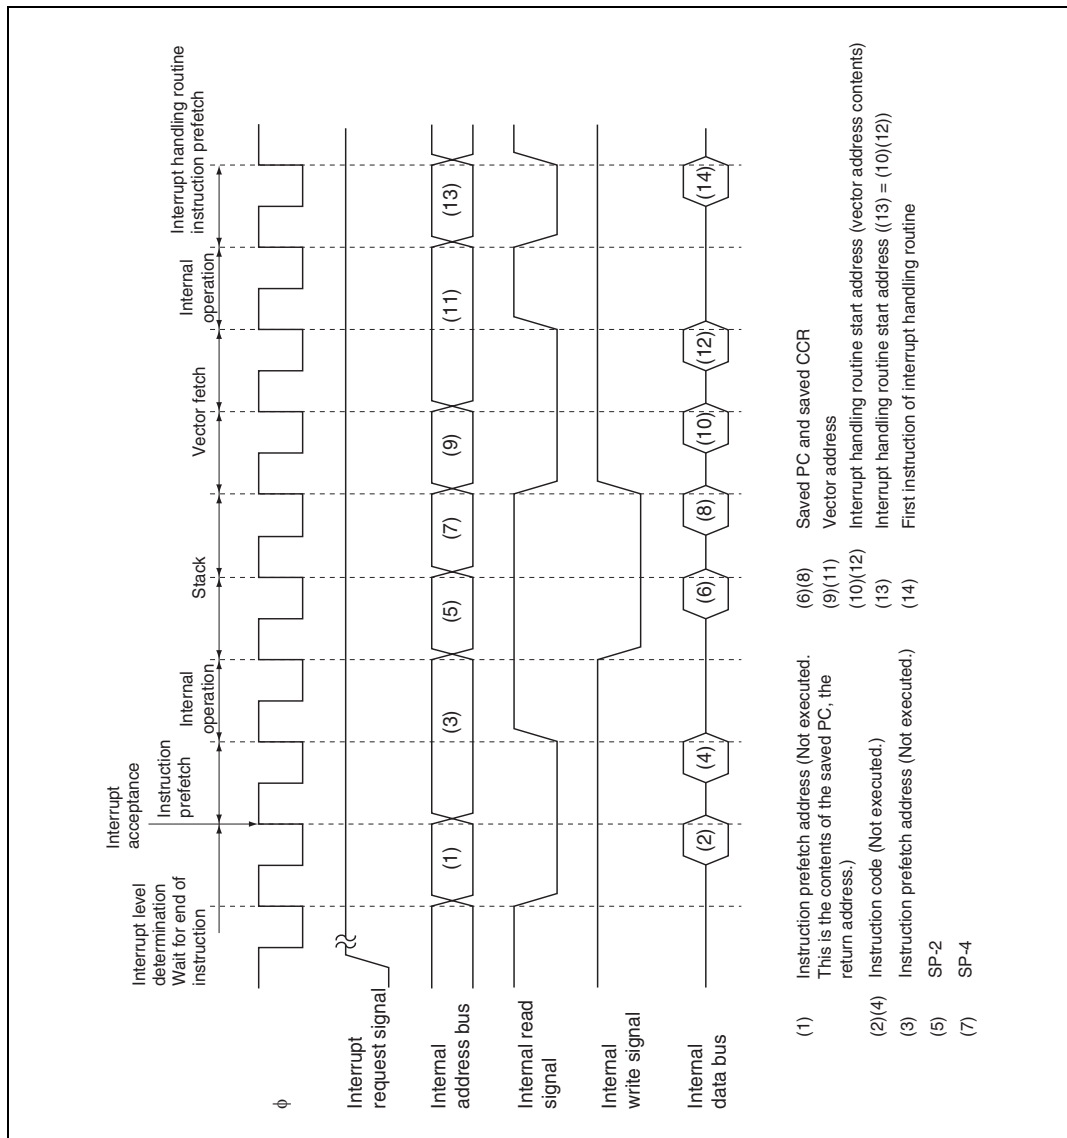 Interrupt level
determination
Wait for end of
instruction
Interrupt
acceptance
Instruction
prefetch
Internal
operation
Stack
Vector fetch
Internal
operation
Interrupt handling routine
instruction prefetch
φ
Interrupt
request signal
Internal
address bus
(1)
(3)
(5)
(7)
(9)
(11)
(13)
Internal read
signal
Internal
write signal
Internal
data bus
(2)
(4)
(6)
(8)
(10)
(12)
(14)
(1) Instruction prefetch address (Not executed.
This is the contents of the saved PC, the
return address.)
(2)(4) Instruction code (Not executed.)
(3) Instruction prefetch address (Not executed.)
(5) SP-2
(7) SP-4
(6)(8) Saved PC and saved CCR
(9)(11) Vector address
(10)(12) Interrupt handling routine start address (vector address contents)
(13) Interrupt handling routine start address ((13) = (10)(12))
(14) First instruction of interrupt handling routine